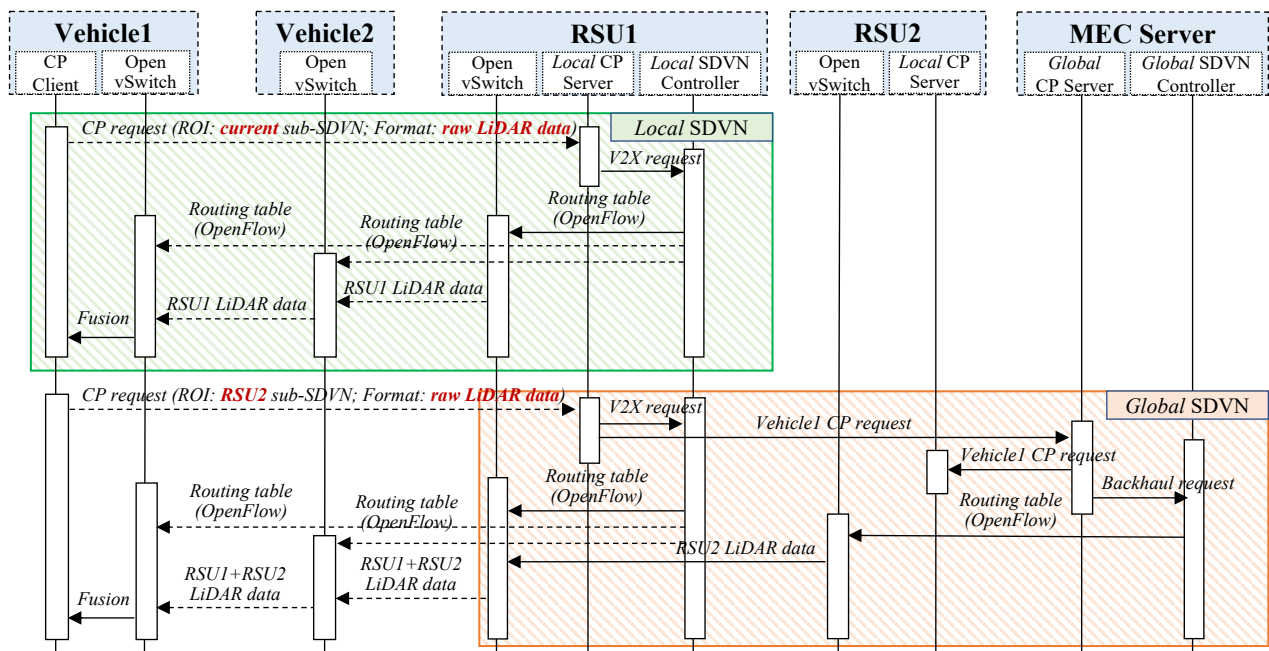 Vehicle1
Vehicle2
RSU1
RSU2
MEC Server
CP
Client
Open
vSwitch
Open
vSwitch
Open
vSwitch
Local CP
Server
Local SDVN
Controller
Open
vSwitch
Local CP
Server
Global
CP Server
Global SDVN
Controller
CP request (ROI: current sub-SDVN; Format: raw LiDAR data)
Local SDVN
V2X request
Routing table
(OpenFlow)
Routing table
(OpenFlow)
Routing table
(OpenFlow)
RSU1 LiDAR data
RSU1 LiDAR data
Fusion
CP request (ROI: RSU2 sub-SDVN; Format: raw LiDAR data)
Global SDVN
V2X request
Vehicle1 CP request
Vehicle1 CP request
Backhaul request
Routing table
(OpenFlow)
Routing table
(OpenFlow)
Routing table
(OpenFlow)
Routing table
(OpenFlow)
RSU2 LiDAR data
RSU1+RSU2
LiDAR data
RSU1+RSU2
LiDAR data
Fusion